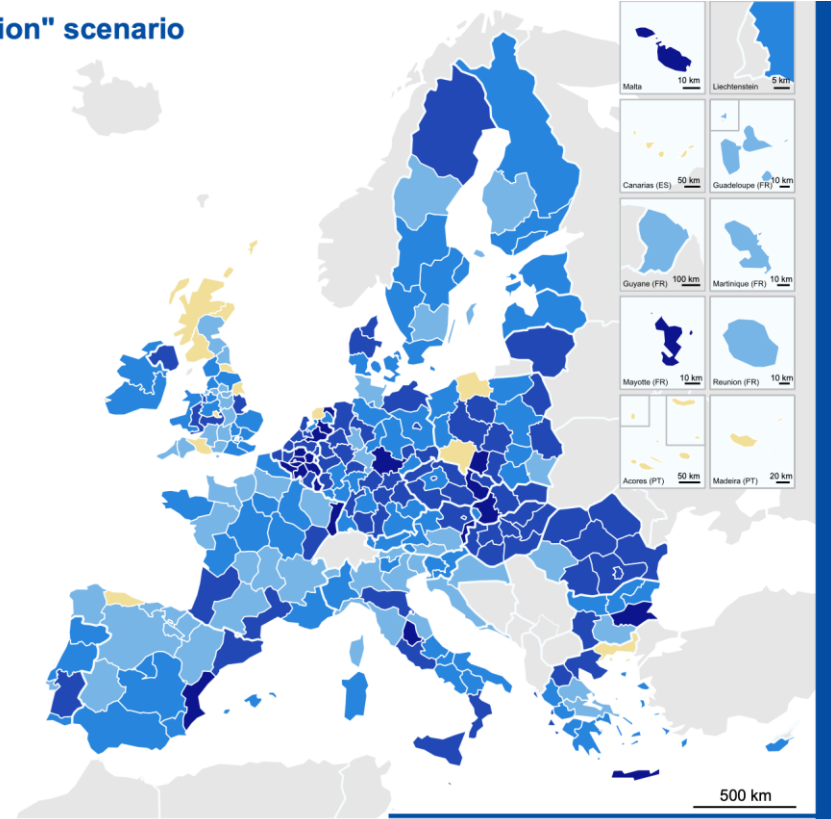 ion" scenario
Malta 10 km
Liechtenstein 5 km
Canarias (ES) 50 km
Guadeloupe (FR) 10 km
Guyane (FR) 100 km
Martinique (FR) 10 km
Mayotte (FR) 10 km
Reunion (FR) 10 km
Acores (PT) 50 km
Madeira (PT) 20 km
500 km